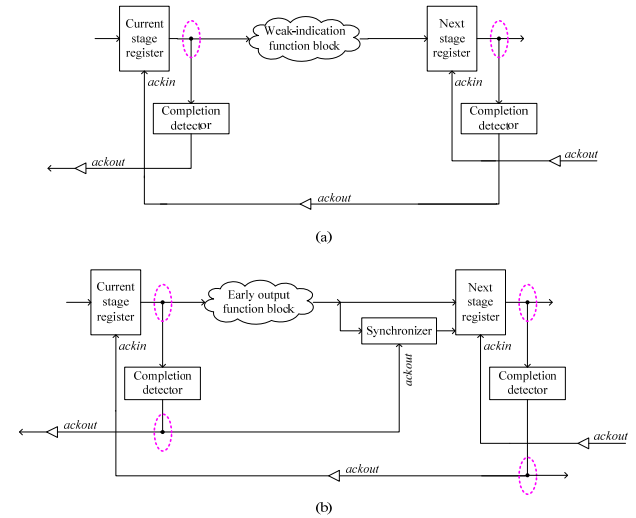 Current
stage
register
Weak-indication
function block
Next
stage
register
ackin
ackin
Completion
detector
Completion
detector
ackout
ackout
ackout
(a)
Current
stage
register
Early output
function block
Next
stage
register
Synchronizer
ackin
ackin
ackout
Completion
detector
Completion
detector
ackout
ackout
ackout
(b)